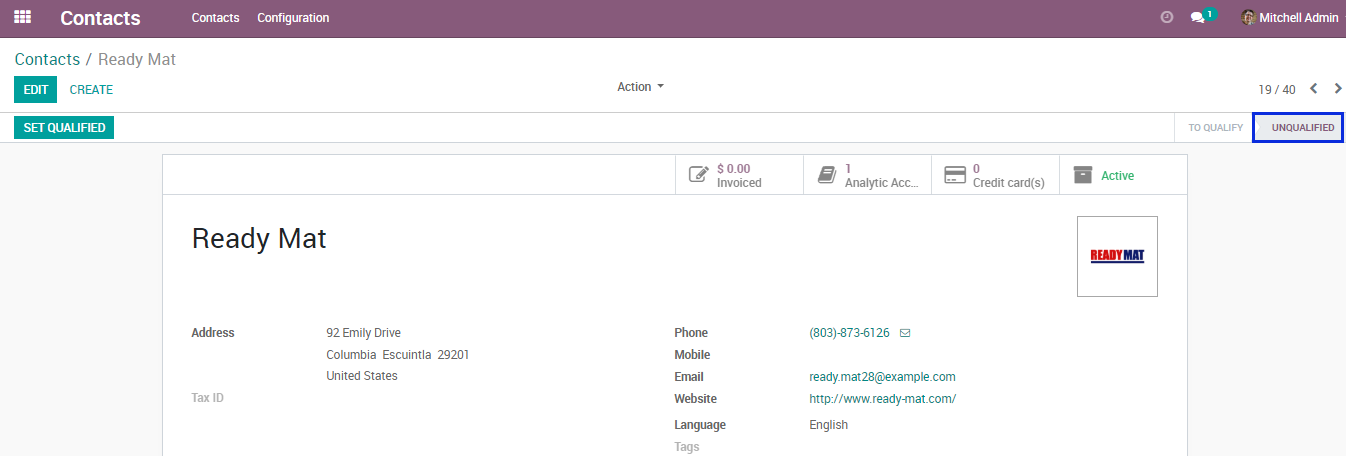 Contacts Contacts Configuration 1 Mitchell Admin
Contacts / Ready Mat
EDIT CREATE Action 19 / 40
SET QUALIFIED TO QUALIFY UNQUALIFIED
$ 0.00 1 0
Invoiced Analytic Acc... Credit card(s) Active
Ready Mat
READY MAT
Address 92 Emily Drive Phone (803)-873-6126
Columbia Escuintla 29201 Mobile
United States Email ready.mat28@example.com
Tax ID Website http://www.ready-mat.com/
Language English
Tags